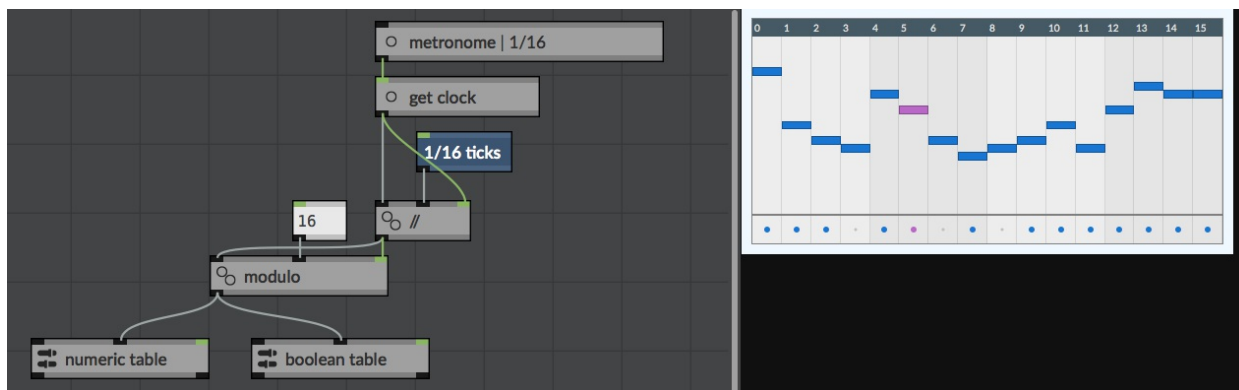 metronome | 1/16
get clock
1/16 ticks
16
//
modulo
numeric table
boolean table
0 1 2 3 4 5 6 7 8 9 10 11 12 13 14 15